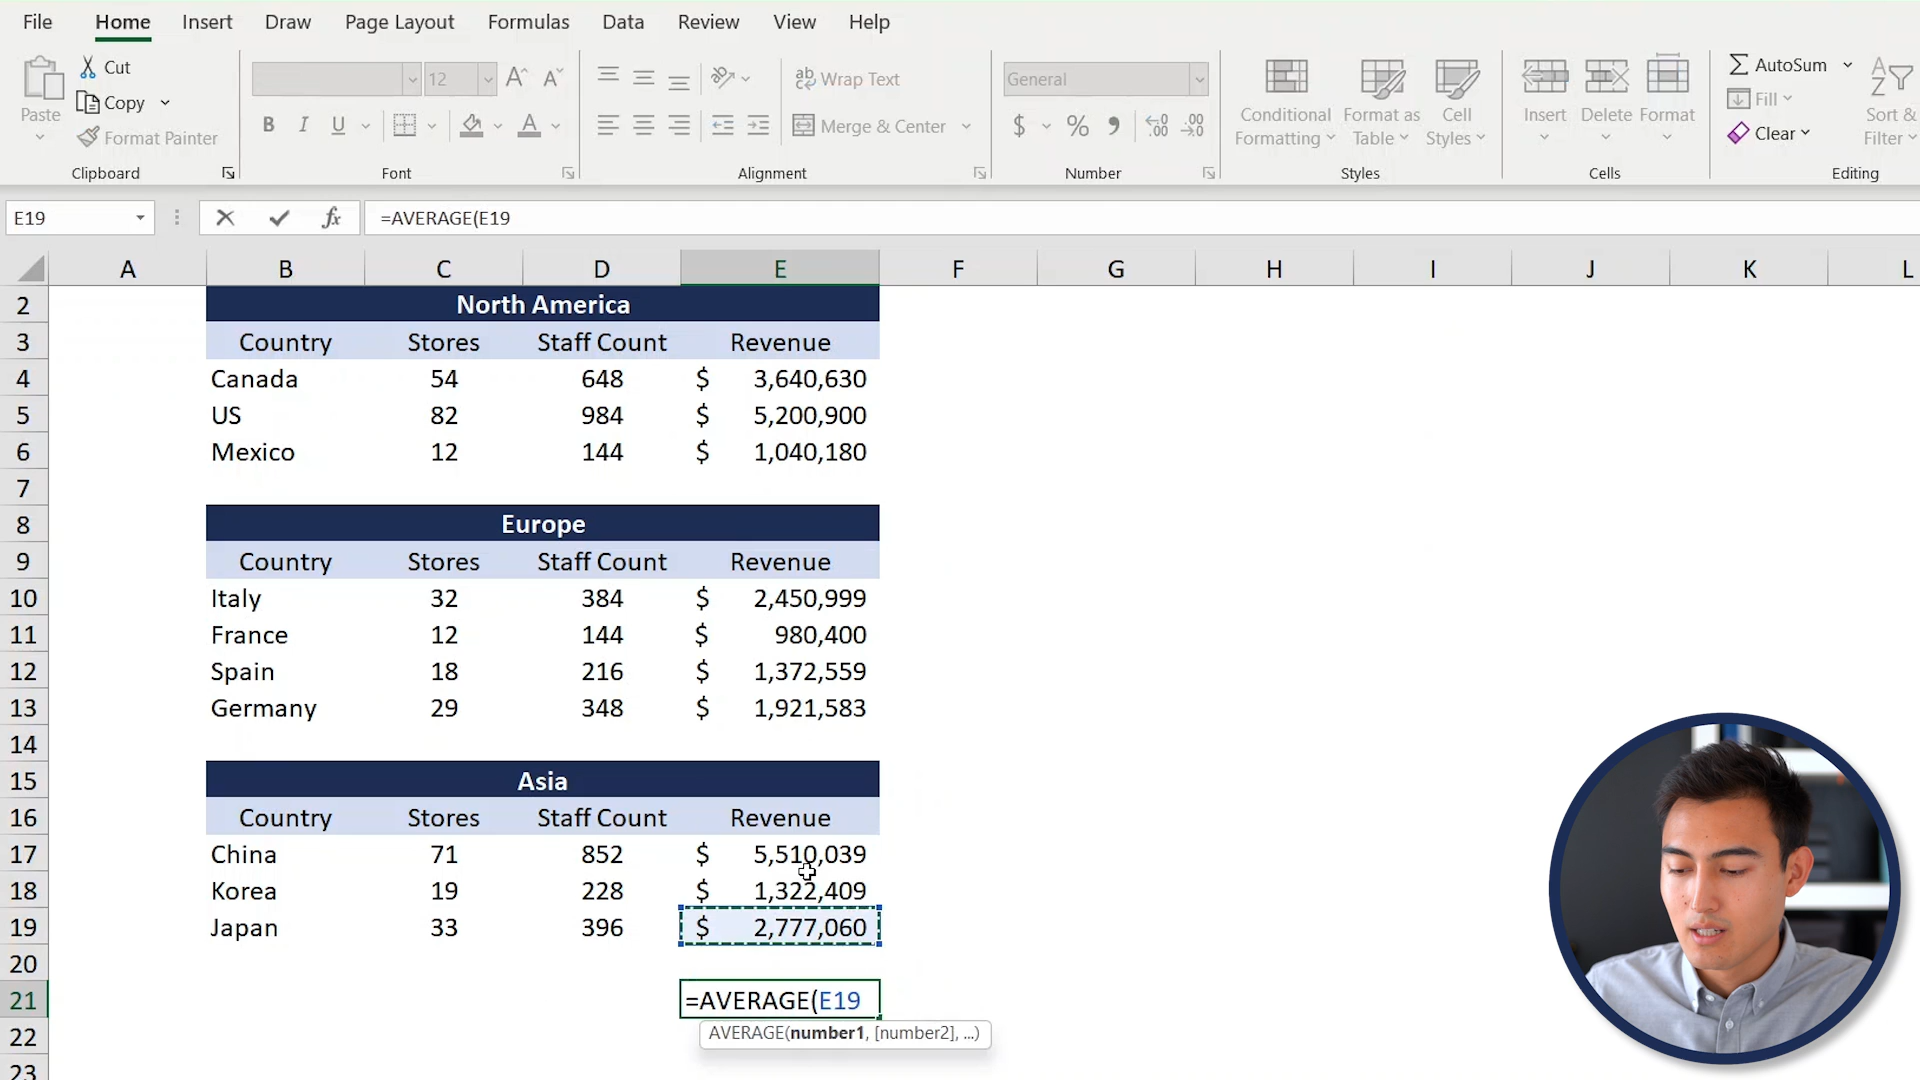 File Home Insert Draw Page Layout Formulas Data Review View Help
Cut
Copy
Format Painter
Paste
Clipboard
12
B I U
Font
Wrap Text
Merge & Center
Alignment
General
$ % ,
Number
Conditional Formatting
Format as Table
Cell Styles
Styles
Insert Delete Format
Cells
AutoSum
Fill
Clear
Sort & Filter
Editing
E19 fx =AVERAGE(E19
A B C D E F G H I J K L
2 North America
3 Country Stores Staff Count Revenue
4 Canada 54 648 $ 3,640,630
5 US 82 984 $ 5,200,900
6 Mexico 12 144 $ 1,040,180
7
8 Europe
9 Country Stores Staff Count Revenue
10 Italy 32 384 $ 2,450,999
11 France 12 144 $ 980,400
12 Spain 18 216 $ 1,372,559
13 Germany 29 348 $ 1,921,583
14
15 Asia
16 Country Stores Staff Count Revenue
17 China 71 852 $ 5,510,039
18 Korea 19 228 $ 1,322,409
19 Japan 33 396 $ 2,777,060
20
21 =AVERAGE(E19
22 AVERAGE(number1, [number2], ...)
23